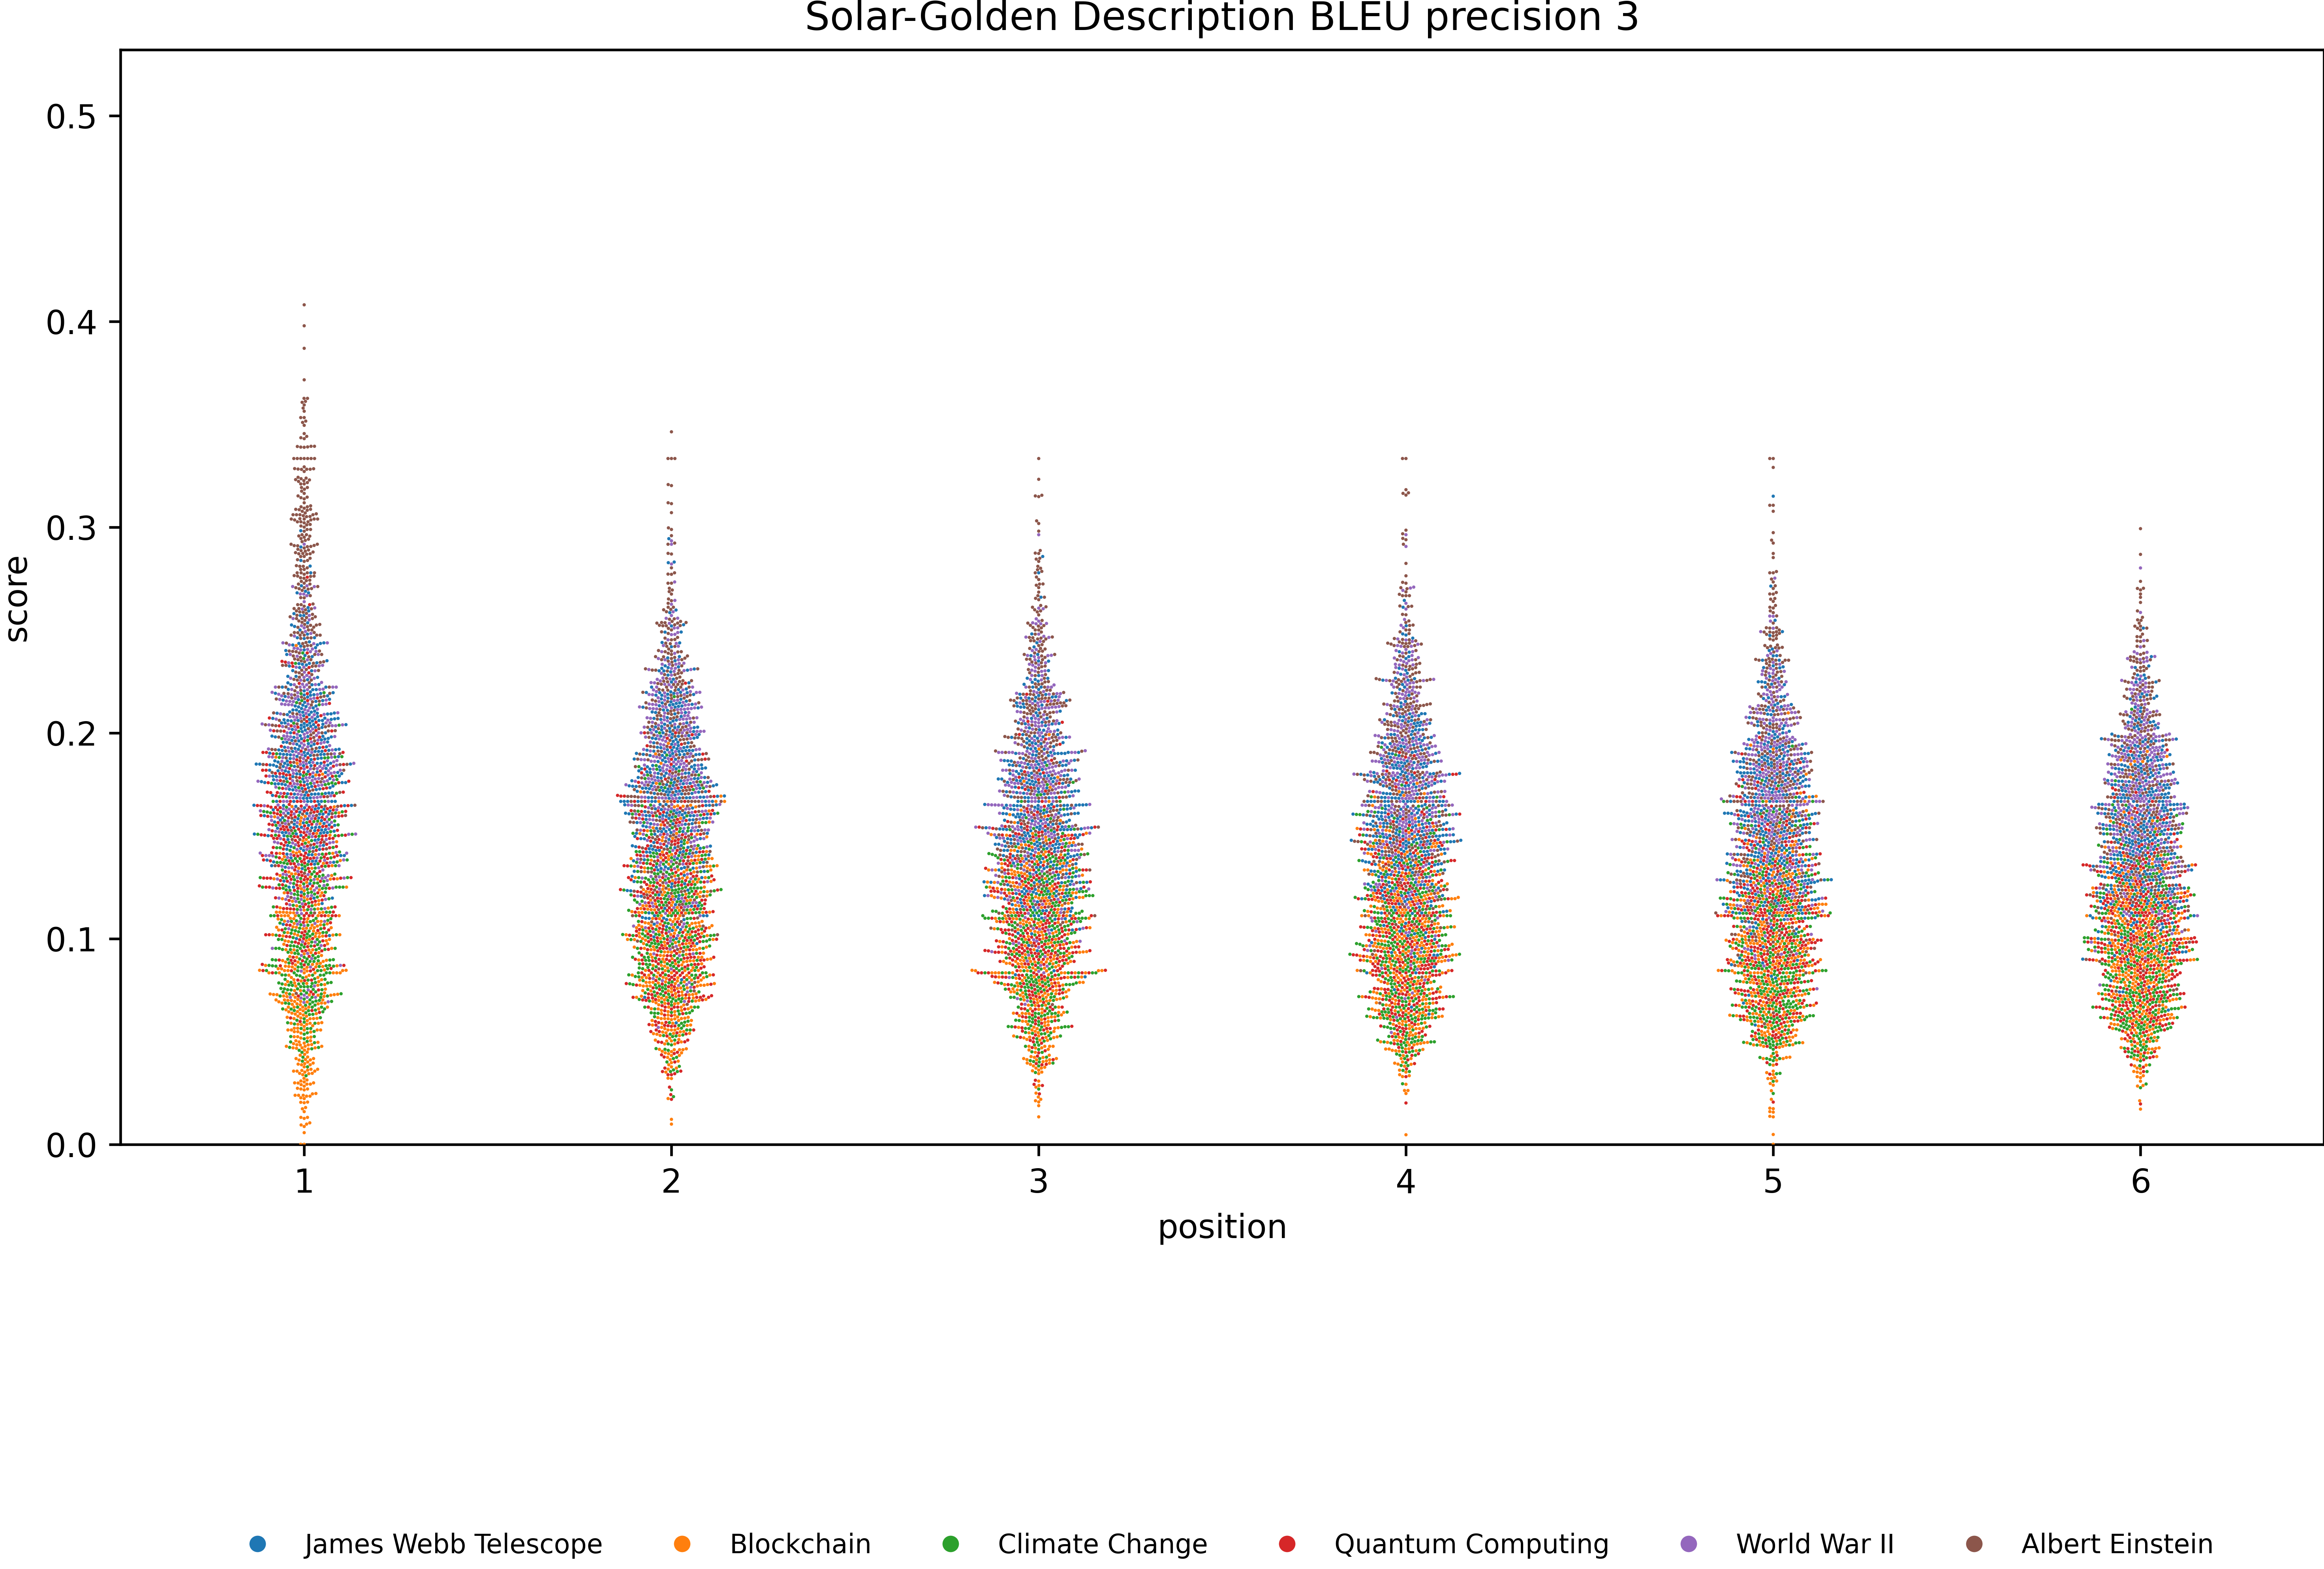 Solar-Golden Description BLEU precision 3
score
0.5
0.4
0.3
0.2
0.1
0.0
1 2 3 4 5 6
position
James Webb Telescope Blockchain Climate Change Quantum Computing World War II Albert Einstein